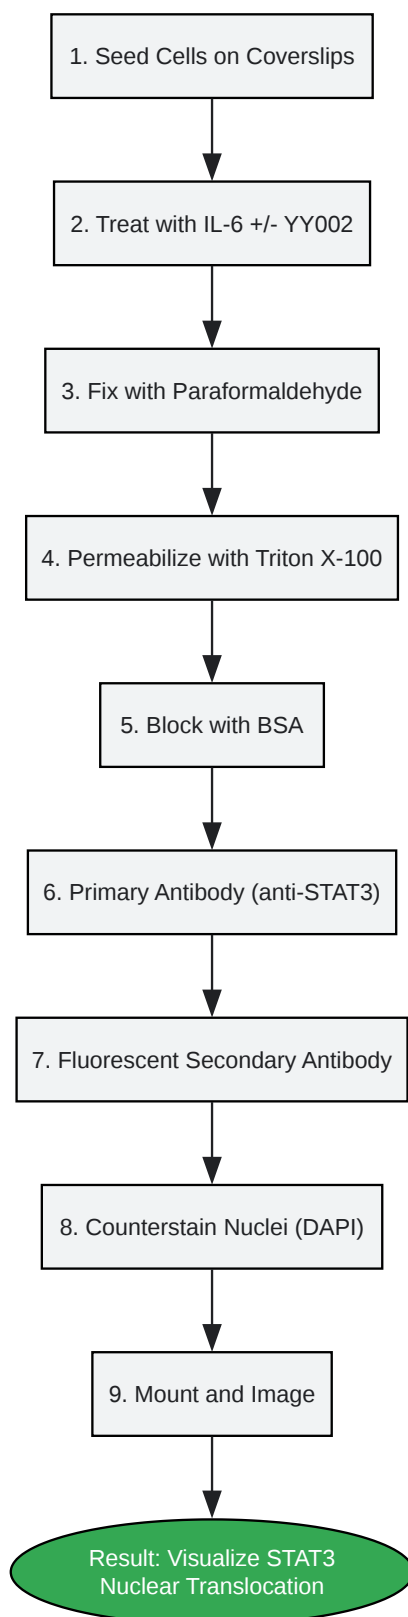 1. Seed Cells on Coverslips
2. Treat with IL-6 +/- YY002
3. Fix with Paraformaldehyde
4. Permeabilize with Triton X-100
5. Block with BSA
6. Primary Antibody (anti-STAT3)
7. Fluorescent Secondary Antibody
8. Counterstain Nuclei (DAPI)
9. Mount and Image
Result: Visualize STAT3
Nuclear Translocation